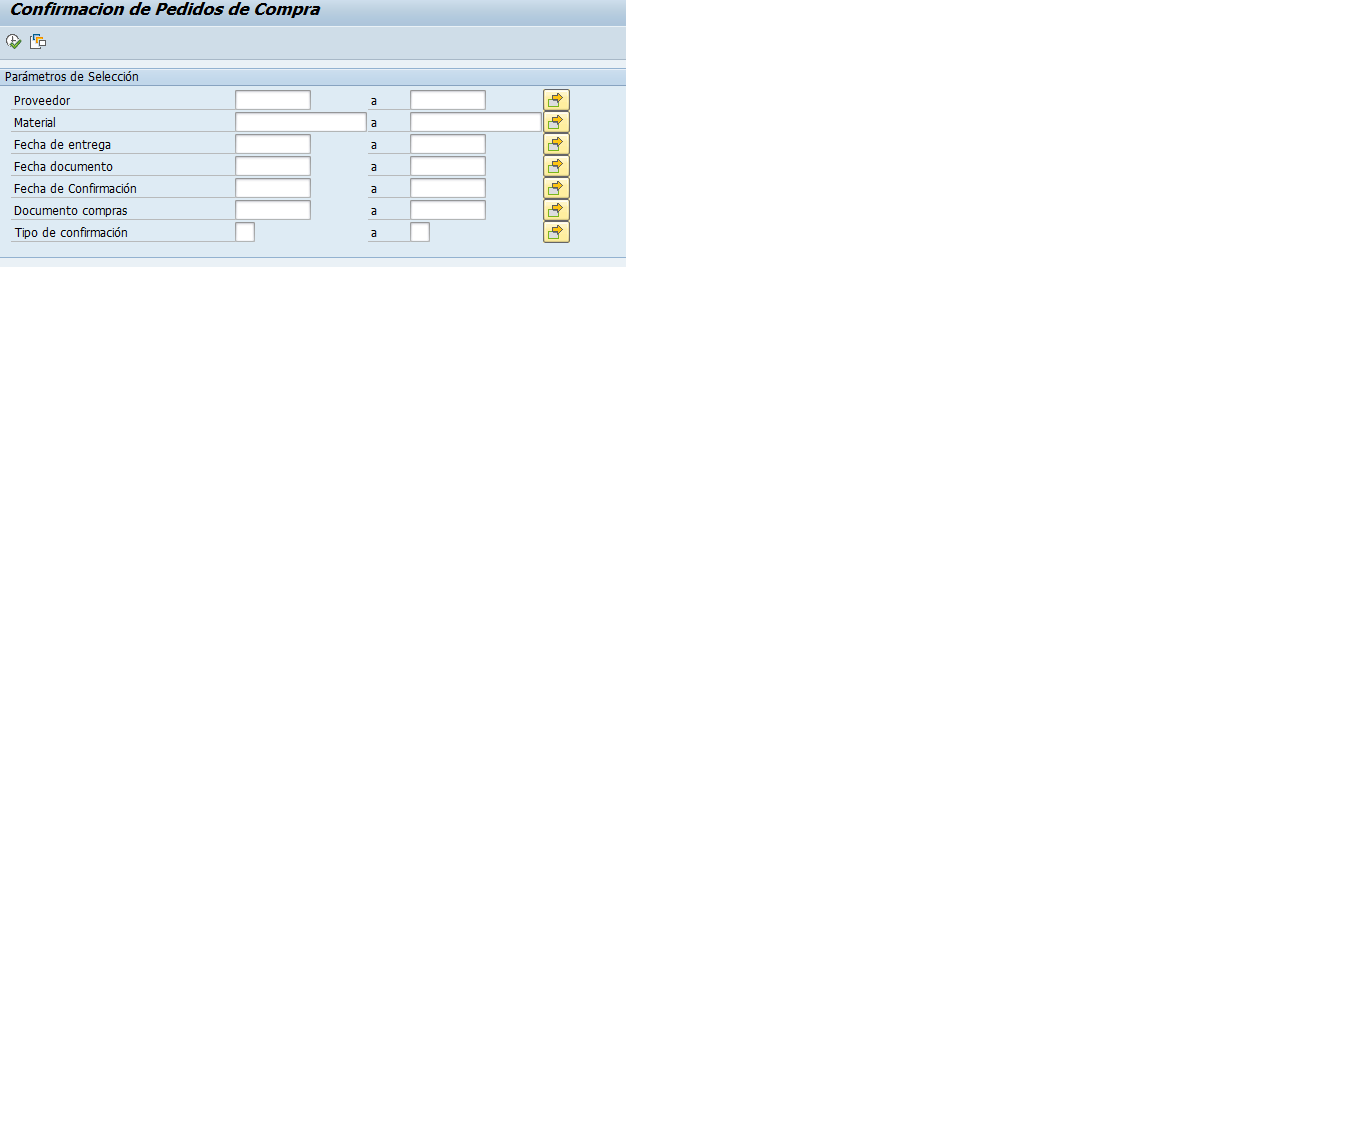 Confirmacion de Pedidos de Compra
Parámetros de Selección
Proveedor a
Material a
Fecha de entrega a
Fecha documento a
Fecha de Confirmación a
Documento compras a
Tipo de confirmación a